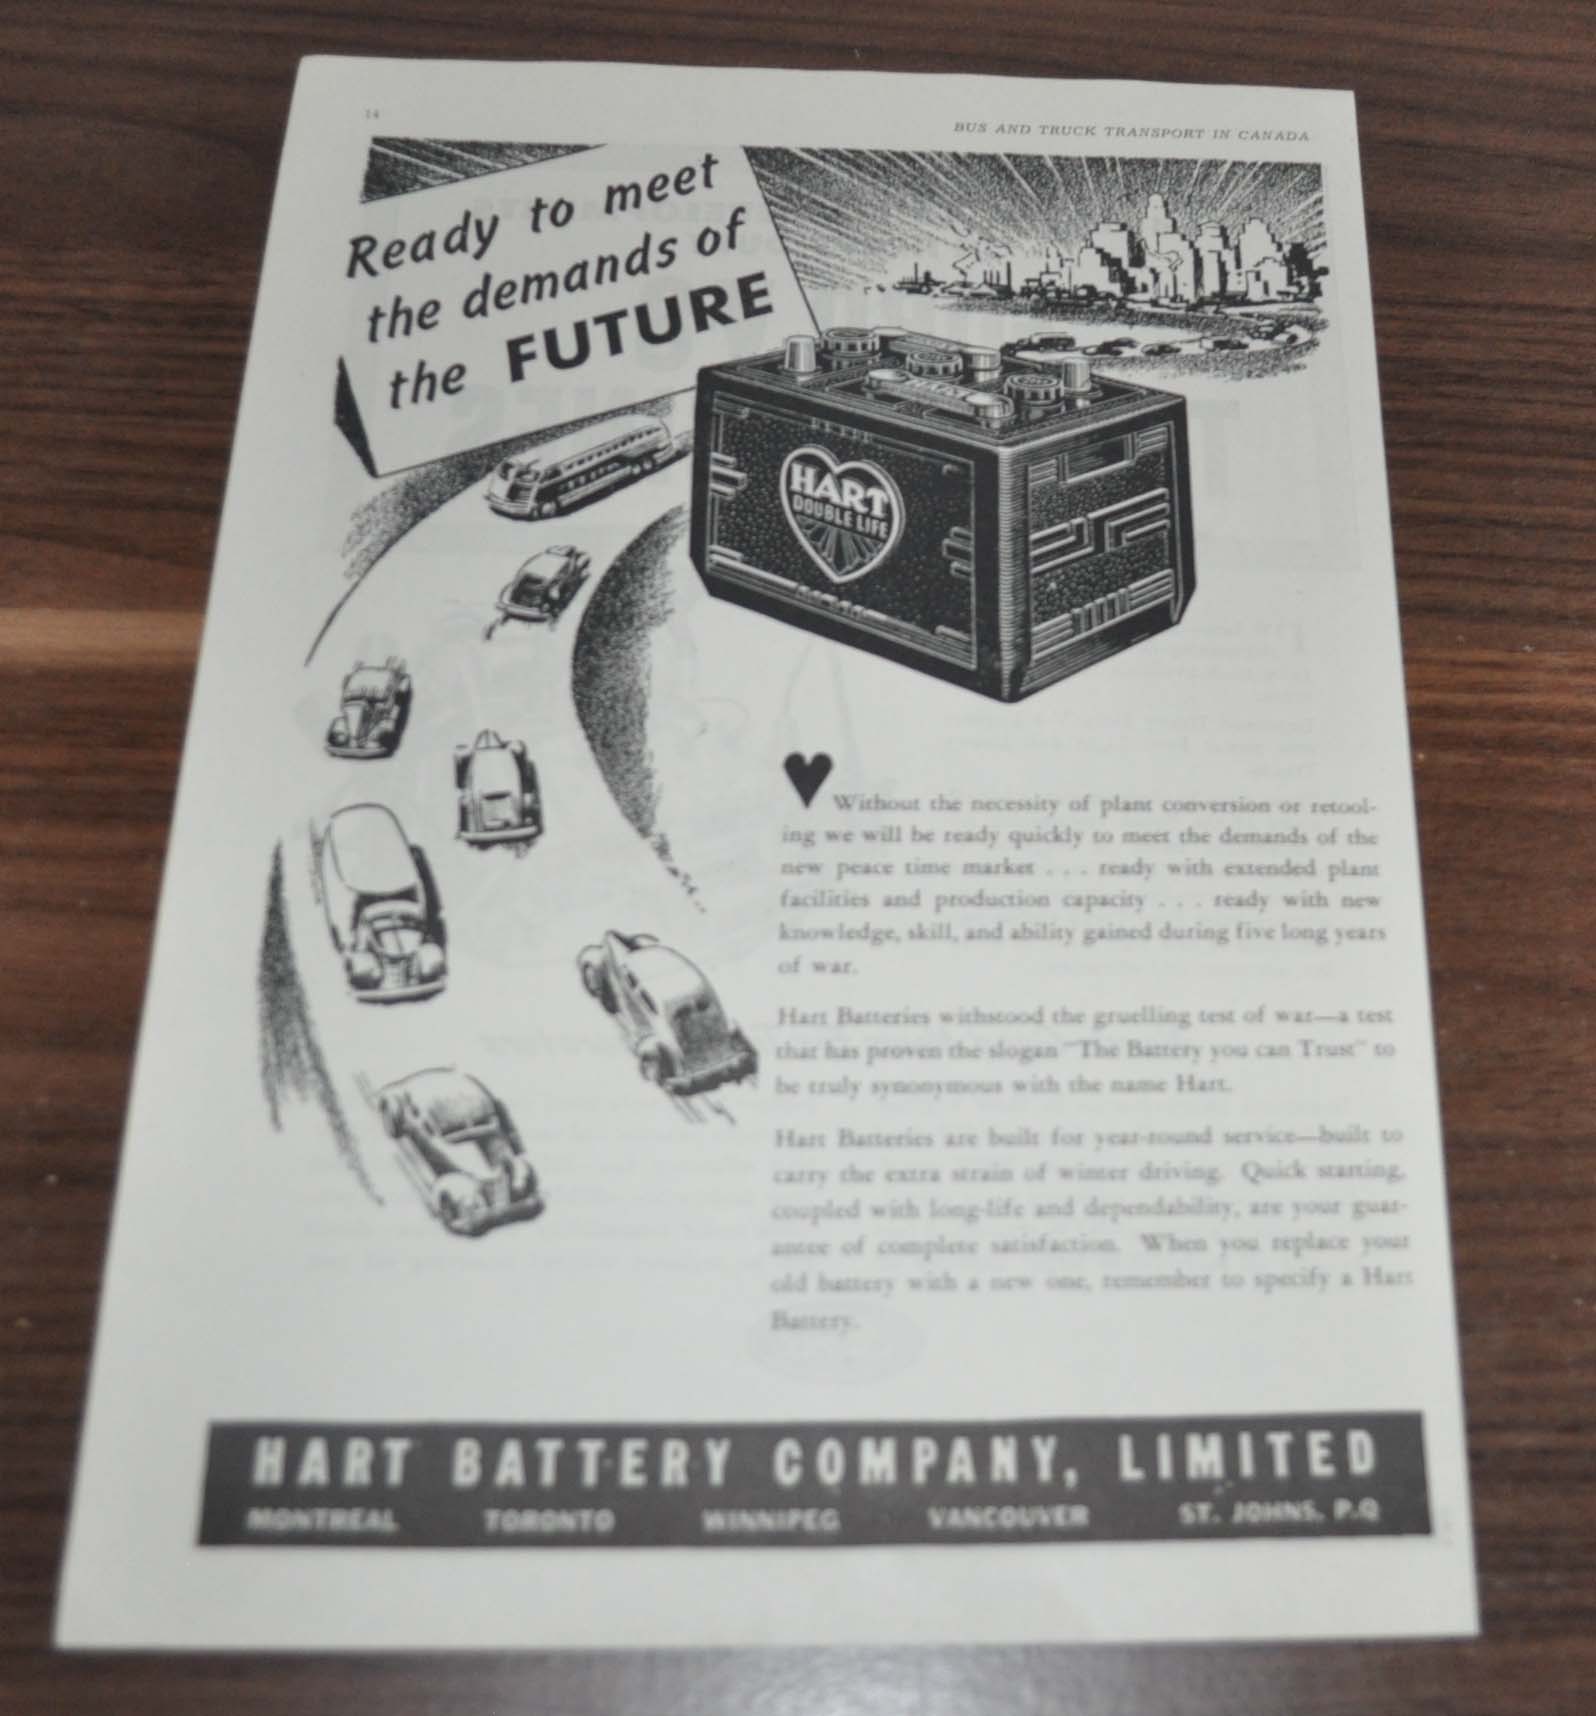 14
BUS AND TRUCK TRANSPORT IN CANADA
Ready to meet
the demands of
the FUTURE
HART
HART
DOUBLE LIFE
♥ Without the necessity of plant conversion or retool-
ing we will be ready quickly to meet the demands of the
new peace time market . . . ready with extended plant
facilities and production capacity . . . ready with new
knowledge, skill, and ability gained during five long years
of war.
Hart Batteries withstood the gruelling test of war—a test
that has proven the slogan "The Battery you can Trust" to
be truly synonymous with the name Hart.
Hart Batteries are built for year-round service—built to
carry the extra strain of winter driving. Quick starting,
coupled with long-life and dependability, are your guar-
antee of complete satisfaction. When you replace your
old battery with a new one, remember to specify a Hart
Battery.
HART BATTERY COMPANY, LIMITED
MONTREAL TORONTO WINNIPEG VANCOUVER ST. JOHNS, P.Q